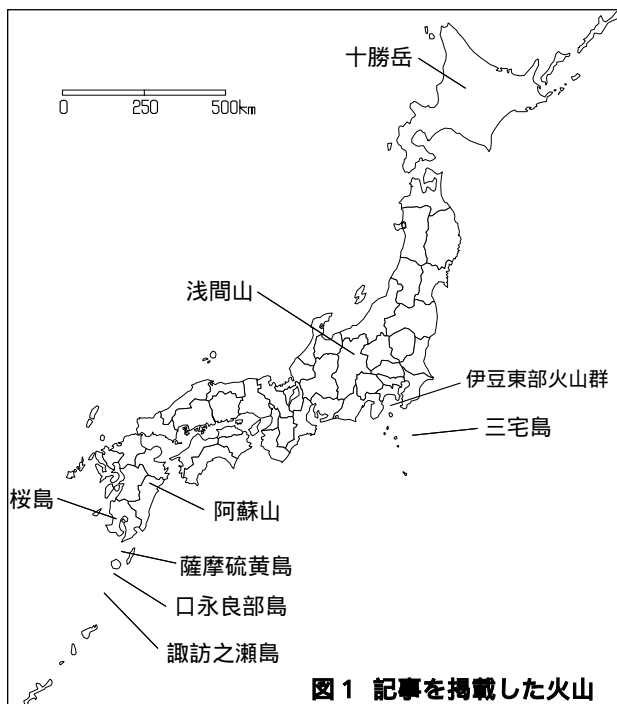 十勝岳
0 250 500km
浅間山
伊豆東部火山群
三宅島
桜島
阿蘇山
薩摩硫黄島
口永良部島
諏訪之瀬島
図1 記事を掲載した火山